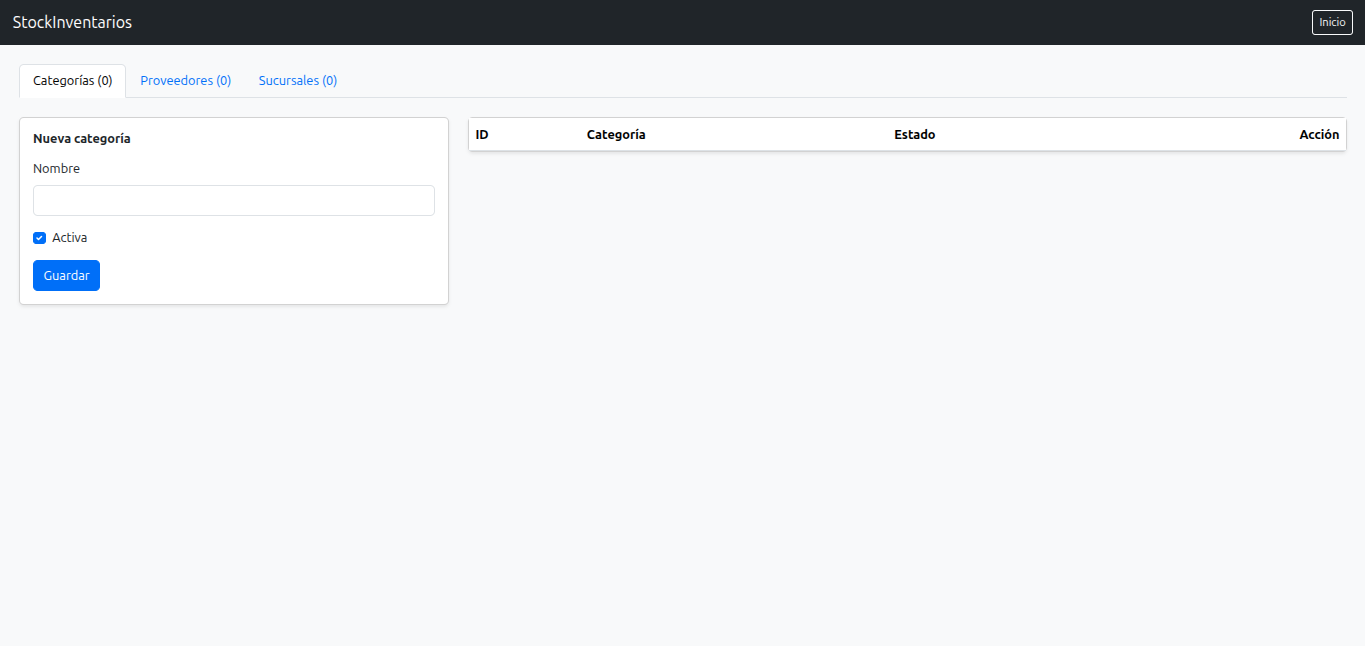 StockInventarios
Inicio
Categorías (0) Proveedores (0) Sucursales (0)
Nueva categoría
Nombre
Activa
Guardar
ID Categoría Estado Acción